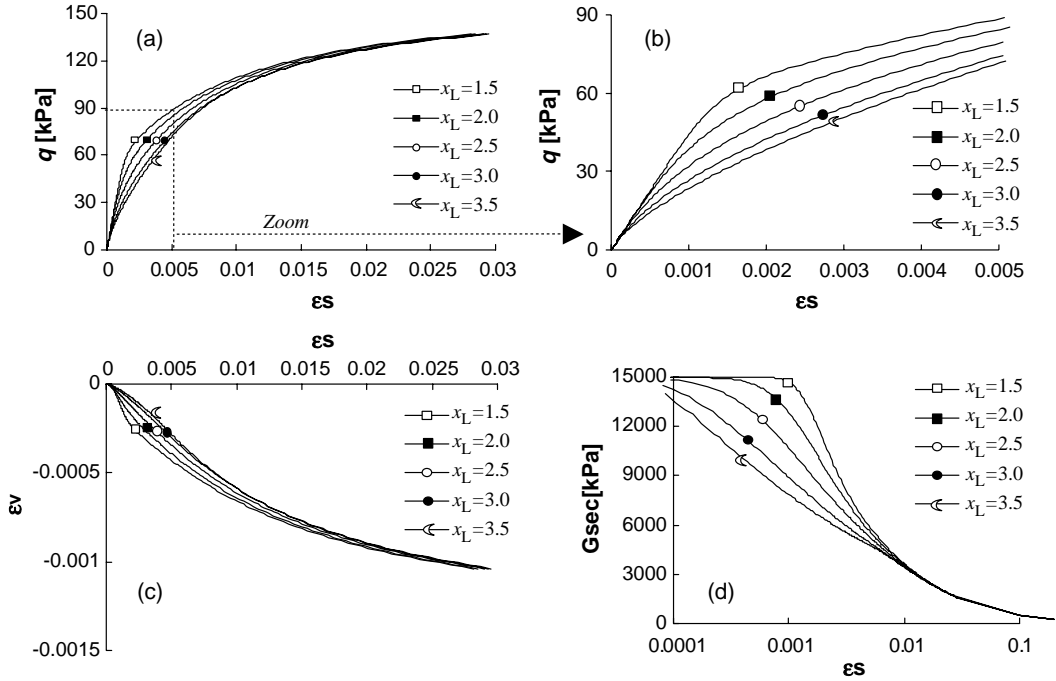 (a)
150
120
90
60
30
0
q [kPa]
x_L=1.5
x_L=2.0
x_L=2.5
x_L=3.0
x_L=3.5
Zoom
0 0.005 0.01 0.015 0.02 0.025 0.03
εs
(b)
90
60
30
0
q [kPa]
x_L=1.5
x_L=2.0
x_L=2.5
x_L=3.0
x_L=3.5
0 0.001 0.002 0.003 0.004 0.005
εs
εs
0 0.005 0.01 0.015 0.02 0.025 0.03
0
-0.0005
-0.001
-0.0015
εv
x_L=1.5
x_L=2.0
x_L=2.5
x_L=3.0
x_L=3.5
(c)
15000
12000
9000
6000
3000
0
Gsec[kPa]
x_L=1.5
x_L=2.0
x_L=2.5
x_L=3.0
x_L=3.5
(d)
0.0001 0.001 0.01 0.1
εs